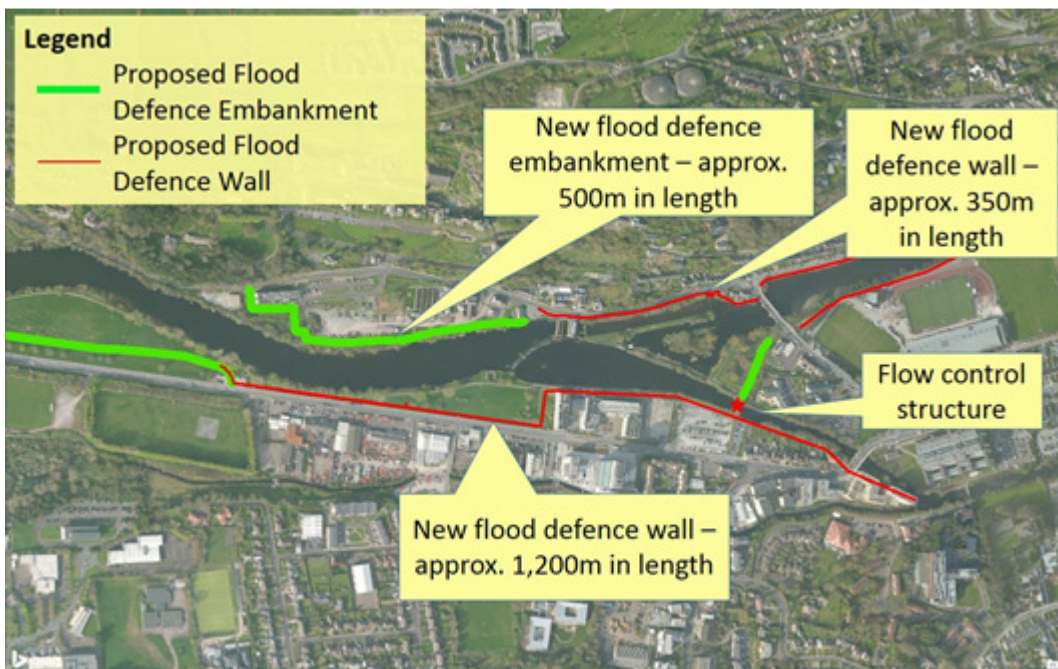 Legend
Proposed Flood
Defence Embankment
Proposed Flood
Defence Wall
New flood defence
embankment – approx.
500m in length
New flood
defence wall –
approx. 350m
in length
Flow control
structure
New flood defence wall –
approx. 1,200m in length